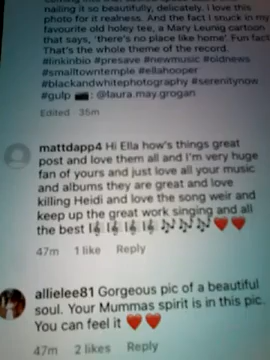 nailing it so beautifully, delicately. I love this
photo for it realness. And the fact I snuck in my
favourite old holey tee, a Mary Leunig cartoon
that says, 'there's no place like home'. Fun fact
That's the whole theme of the record.
#linkinbio #presave #newmusic #oldnews
#smalltowntemple #ellahooper
#blackandwhitephotography #serenitynow
#gulp 📷: @laura.may.grogan
Edited · 35m
mattdapp4 Hi Ella how's things great
post and love them all and I'm very huge
fan of yours and just love all your music
and albums they are great and love
killing Heidi and love the song weir and
keep up the great work singing and all
the best 🎼🎼🎼🎼🎶🎶🎶❤️❤️
47m 1 like Reply
allielee81 Gorgeous pic of a beautiful
soul. Your Mummas spirit is in this pic.
You can feel it ❤️❤️
47m 2 likes Reply